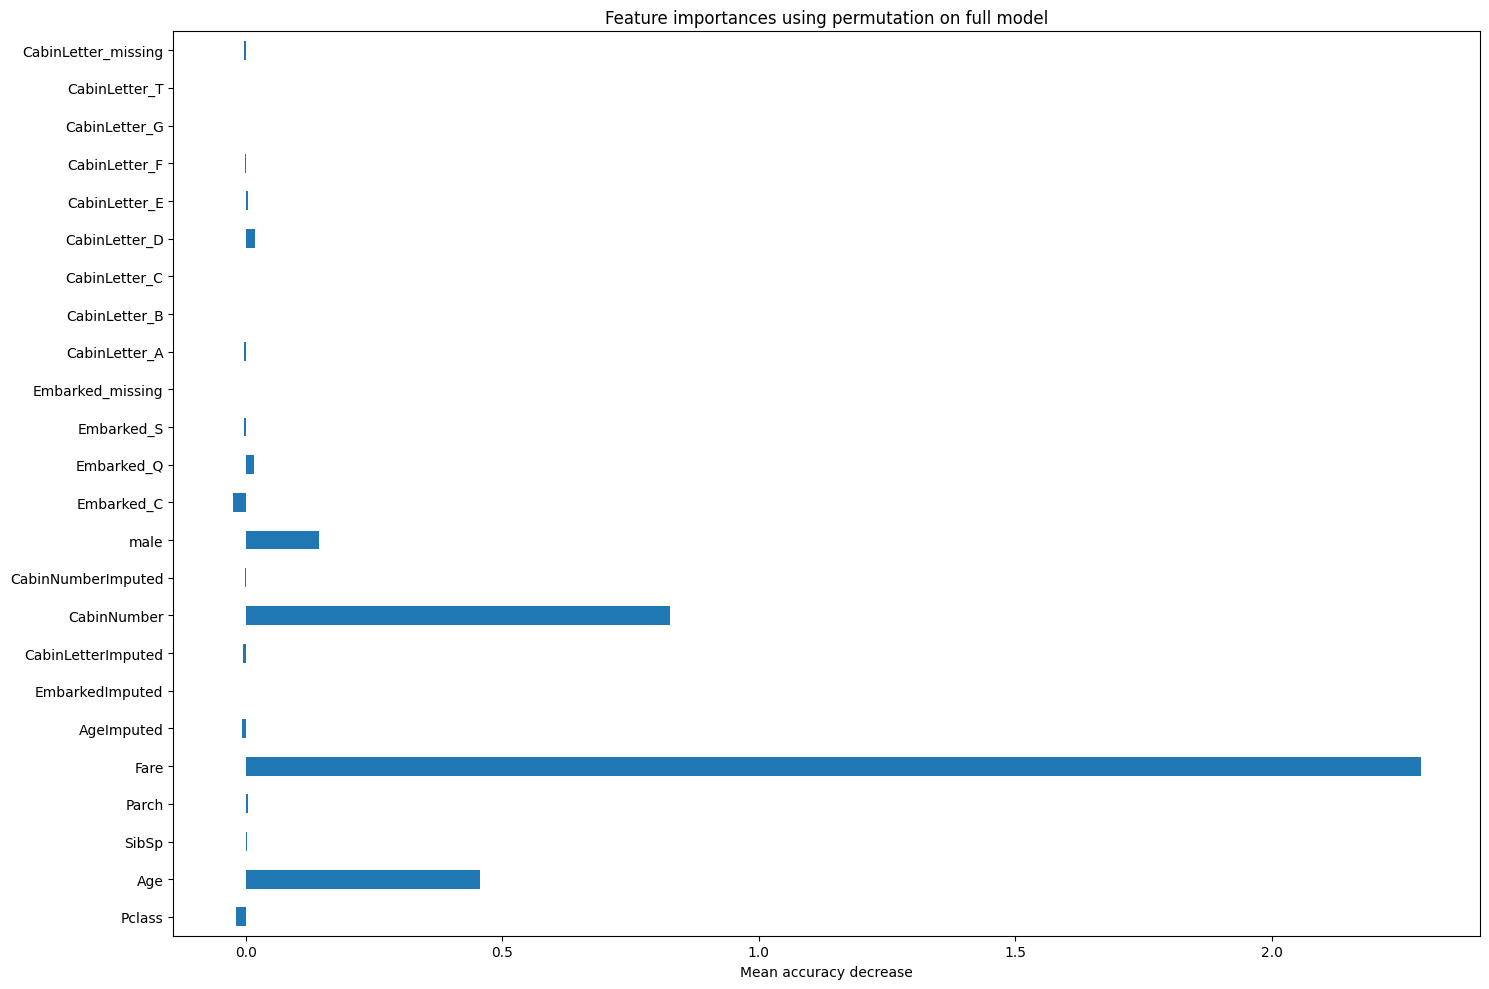 Feature importances using permutation on full model
CabinLetter_missing
CabinLetter_T
CabinLetter_G
CabinLetter_F
CabinLetter_E
CabinLetter_D
CabinLetter_C
CabinLetter_B
CabinLetter_A
Embarked_missing
Embarked_S
Embarked_Q
Embarked_C
male
CabinNumberImputed
CabinNumber
CabinLetterImputed
EmbarkedImputed
AgeImputed
Fare
Parch
SibSp
Age
Pclass
0.0 0.5 1.0 1.5 2.0
Mean accuracy decrease